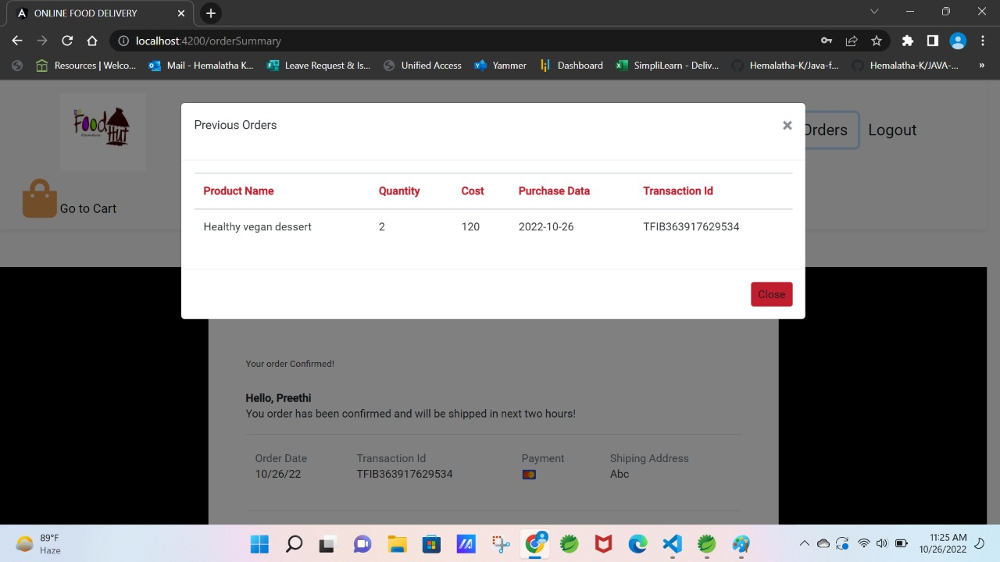 ONLINE FOOD DELIVERY
localhost:4200/orderSummary
Resources | Welco... Mail - Hemalatha K... Leave Request & Is... Unified Access Yammer Dashboard SimpliLearn - Deliv... Hemalatha-K/Java-f... Hemalatha-K/JAVA-... »
Food
Hut
Orders Logout
Go to Cart
Previous Orders ×
Product Name Quantity Cost Purchase Data Transaction Id
Healthy vegan dessert 2 120 2022-10-26 TFIB363917629534
Close
Your order Confirmed!
Hello, Preethi
You order has been confirmed and will be shipped in next two hours!
Order Date Transaction Id Payment Shiping Address
10/26/22 TFIB363917629534 Abc
89°F
Haze
11:25 AM
10/26/2022